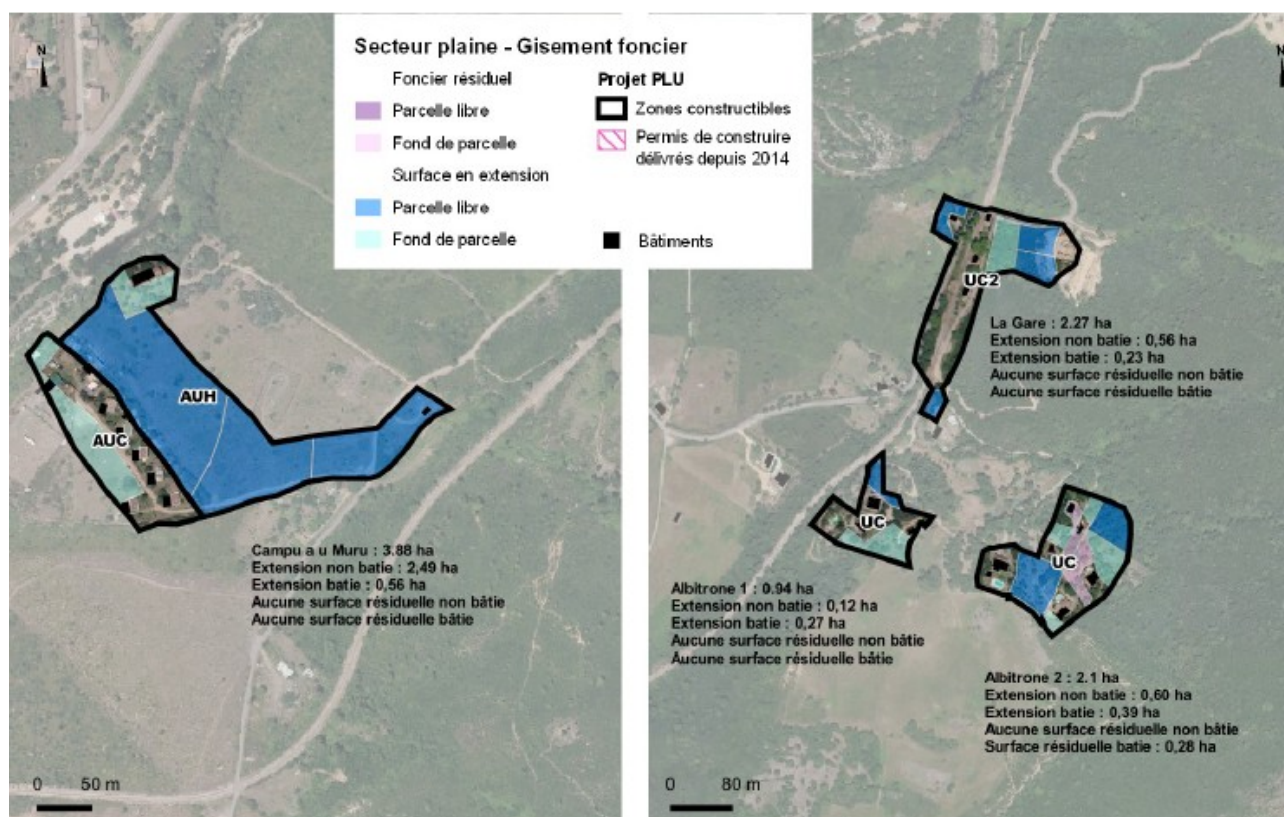 N
Secteur plaine - Gisement foncier
Foncier résiduel
Parcelle libre
Fond de parcelle
Surface en extension
Parcelle libre
Fond de parcelle
Projet PLU
Zones constructibles
Permis de construire
délivrés depuis 2014
Bâtiments
N
AUH
AUC
Campu a u Muru : 3.88 ha
Extension non batie : 2,49 ha
Extension batie : 0,56 ha
Aucune surface résiduelle non bâtie
Aucune surface résiduelle bâtie
0 50 m
UC2
La Gare : 2.27 ha
Extension non batie : 0,56 ha
Extension batie : 0,23 ha
Aucune surface résiduelle non bâtie
Aucune surface résiduelle bâtie
UC
UC
Albitrone 1 : 0.94 ha
Extension non batie : 0,12 ha
Extension batie : 0,27 ha
Aucune surface résiduelle non bâtie
Aucune surface résiduelle bâtie
Albitrone 2 : 2.1 ha
Extension non batie : 0,60 ha
Extension batie : 0,39 ha
Aucune surface résiduelle non bâtie
Surface résiduelle batie : 0,28 ha
0 80 m